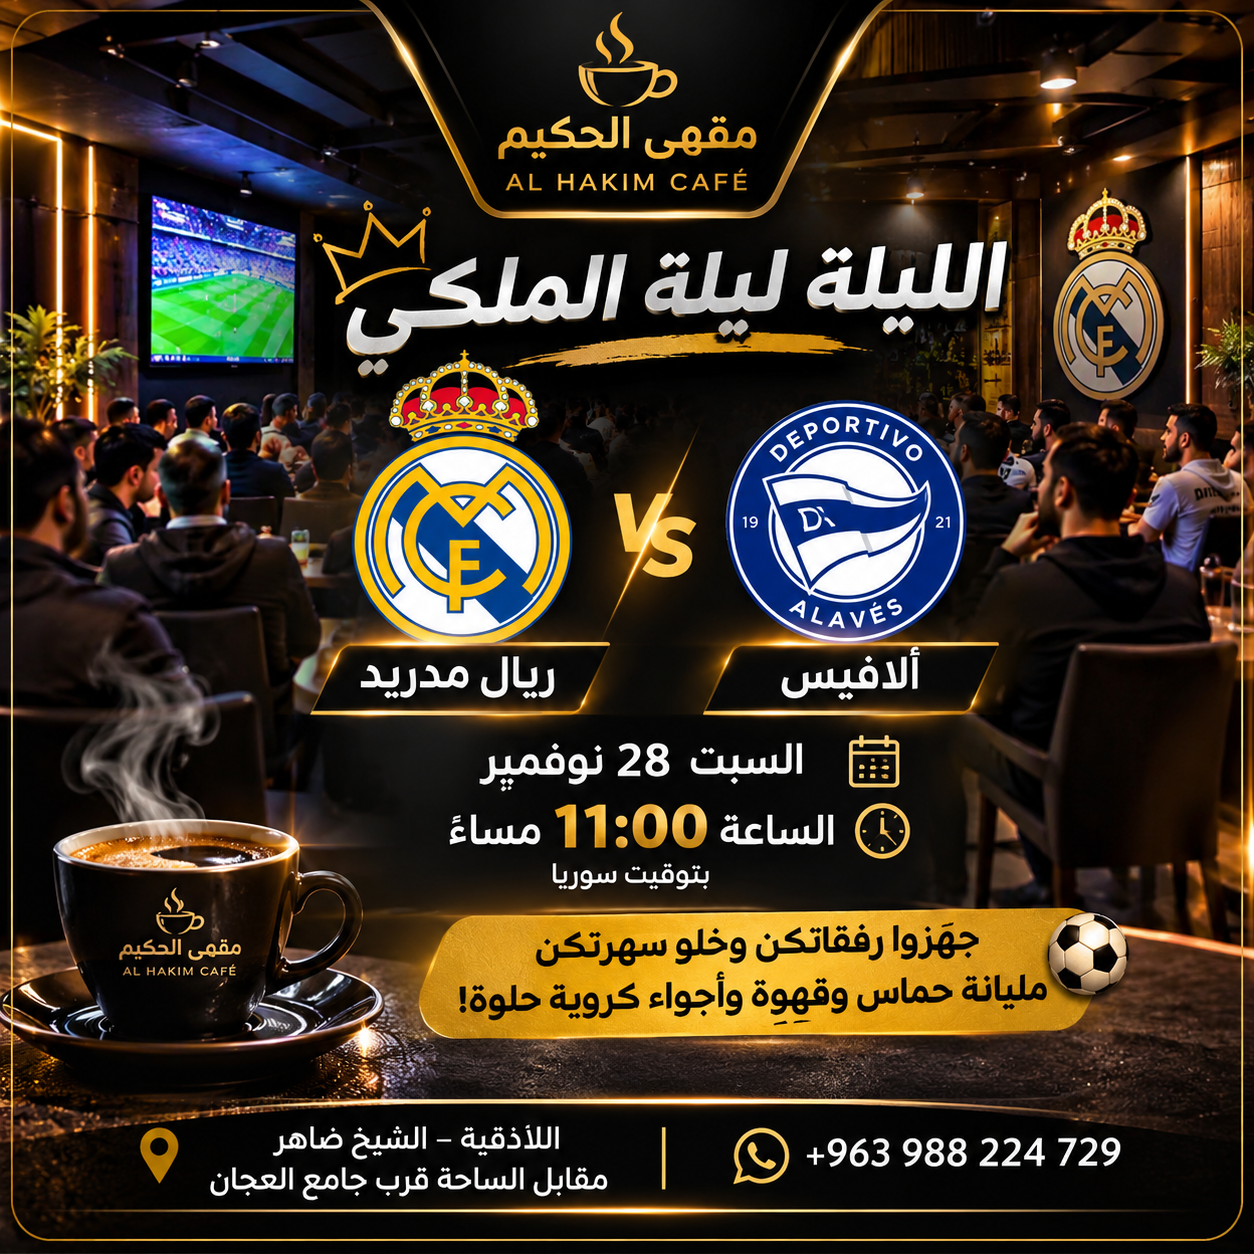 مقهى الحكيم
AL HAKIM CAFÉ
الليلة ليلة الملكي
DEPORTIVO
19 21
ALAVÉS
VS
ريال مدريد
ألافيس
السبت 28 نوفمبر
الساعة 11:00 مساءً
بتوقيت سوريا
جهَزوا رفقاتكن وخلو سهرتكن
مليانة حماس وقهوة وأجواء كروية حلوة!
مقهى الحكيم
AL HAKIM CAFÉ
اللأذقية – الشيخ ضاهر
مقابل الساحة قرب جامع العجان
+963 988 224 729